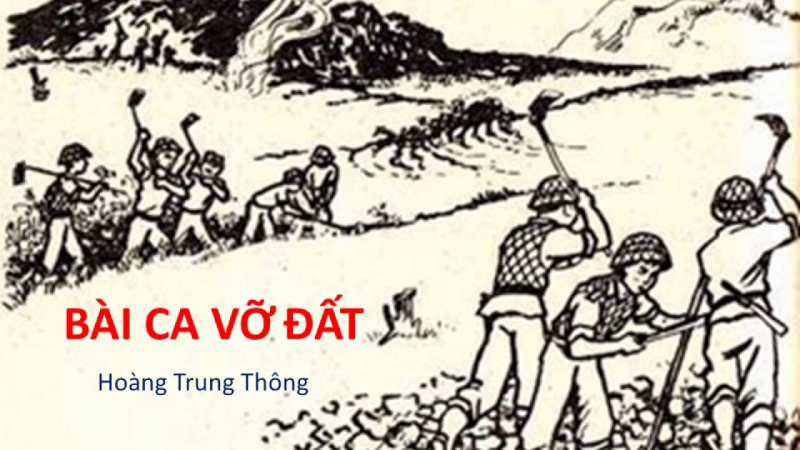 BÀI CA VỠ ĐẤT
Hoàng Trung Thông